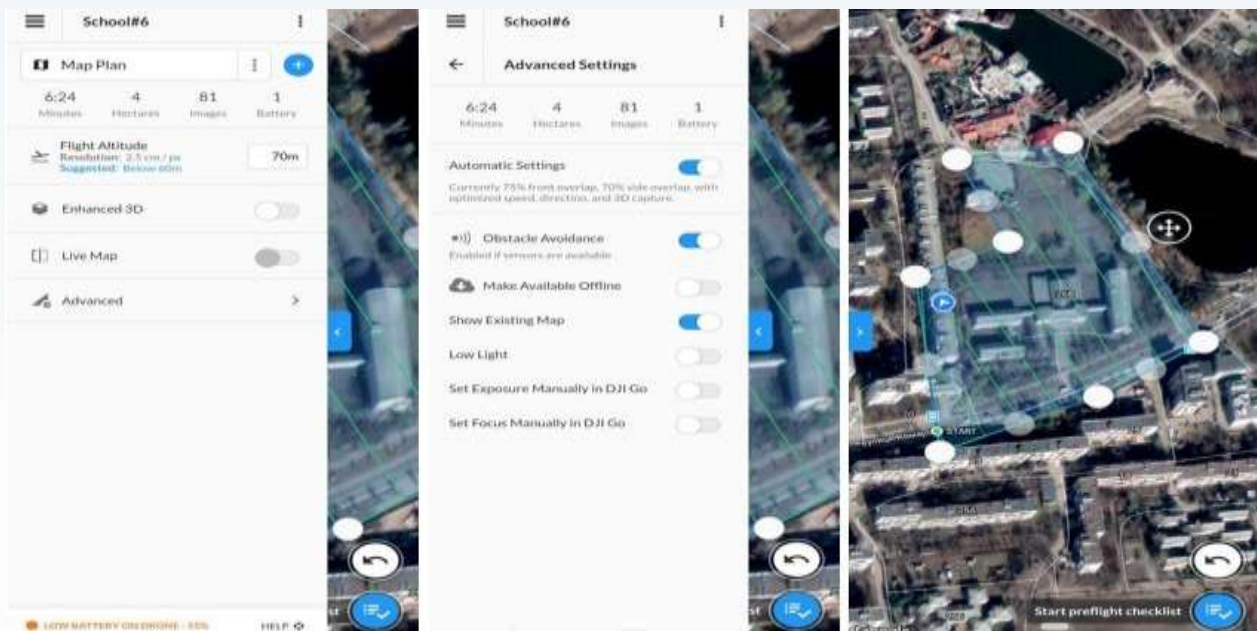 School#6
Map Plan
6:24 4 81 1
Minutes Hectares Images Battery
Flight Altitude
Resolution: 2.5 cm / px
Suggested: Below 60m
70m
Enhanced 3D
Live Map
Advanced
LOW BATTERY ON DRONE - 55%
HELP
School#6
Advanced Settings
6:24 4 81 1
Minutes Hectares Images Battery
Automatic Settings
Currently 75% front overlap, 70% side overlap, with
optimized speed, direction, and 3D capture.
Obstacle Avoidance
Enabled if sensors are available
Make Available Offline
Show Existing Map
Low Light
Set Exposure Manually in DJI Go
Set Focus Manually in DJI Go
START
Start preflight checklist